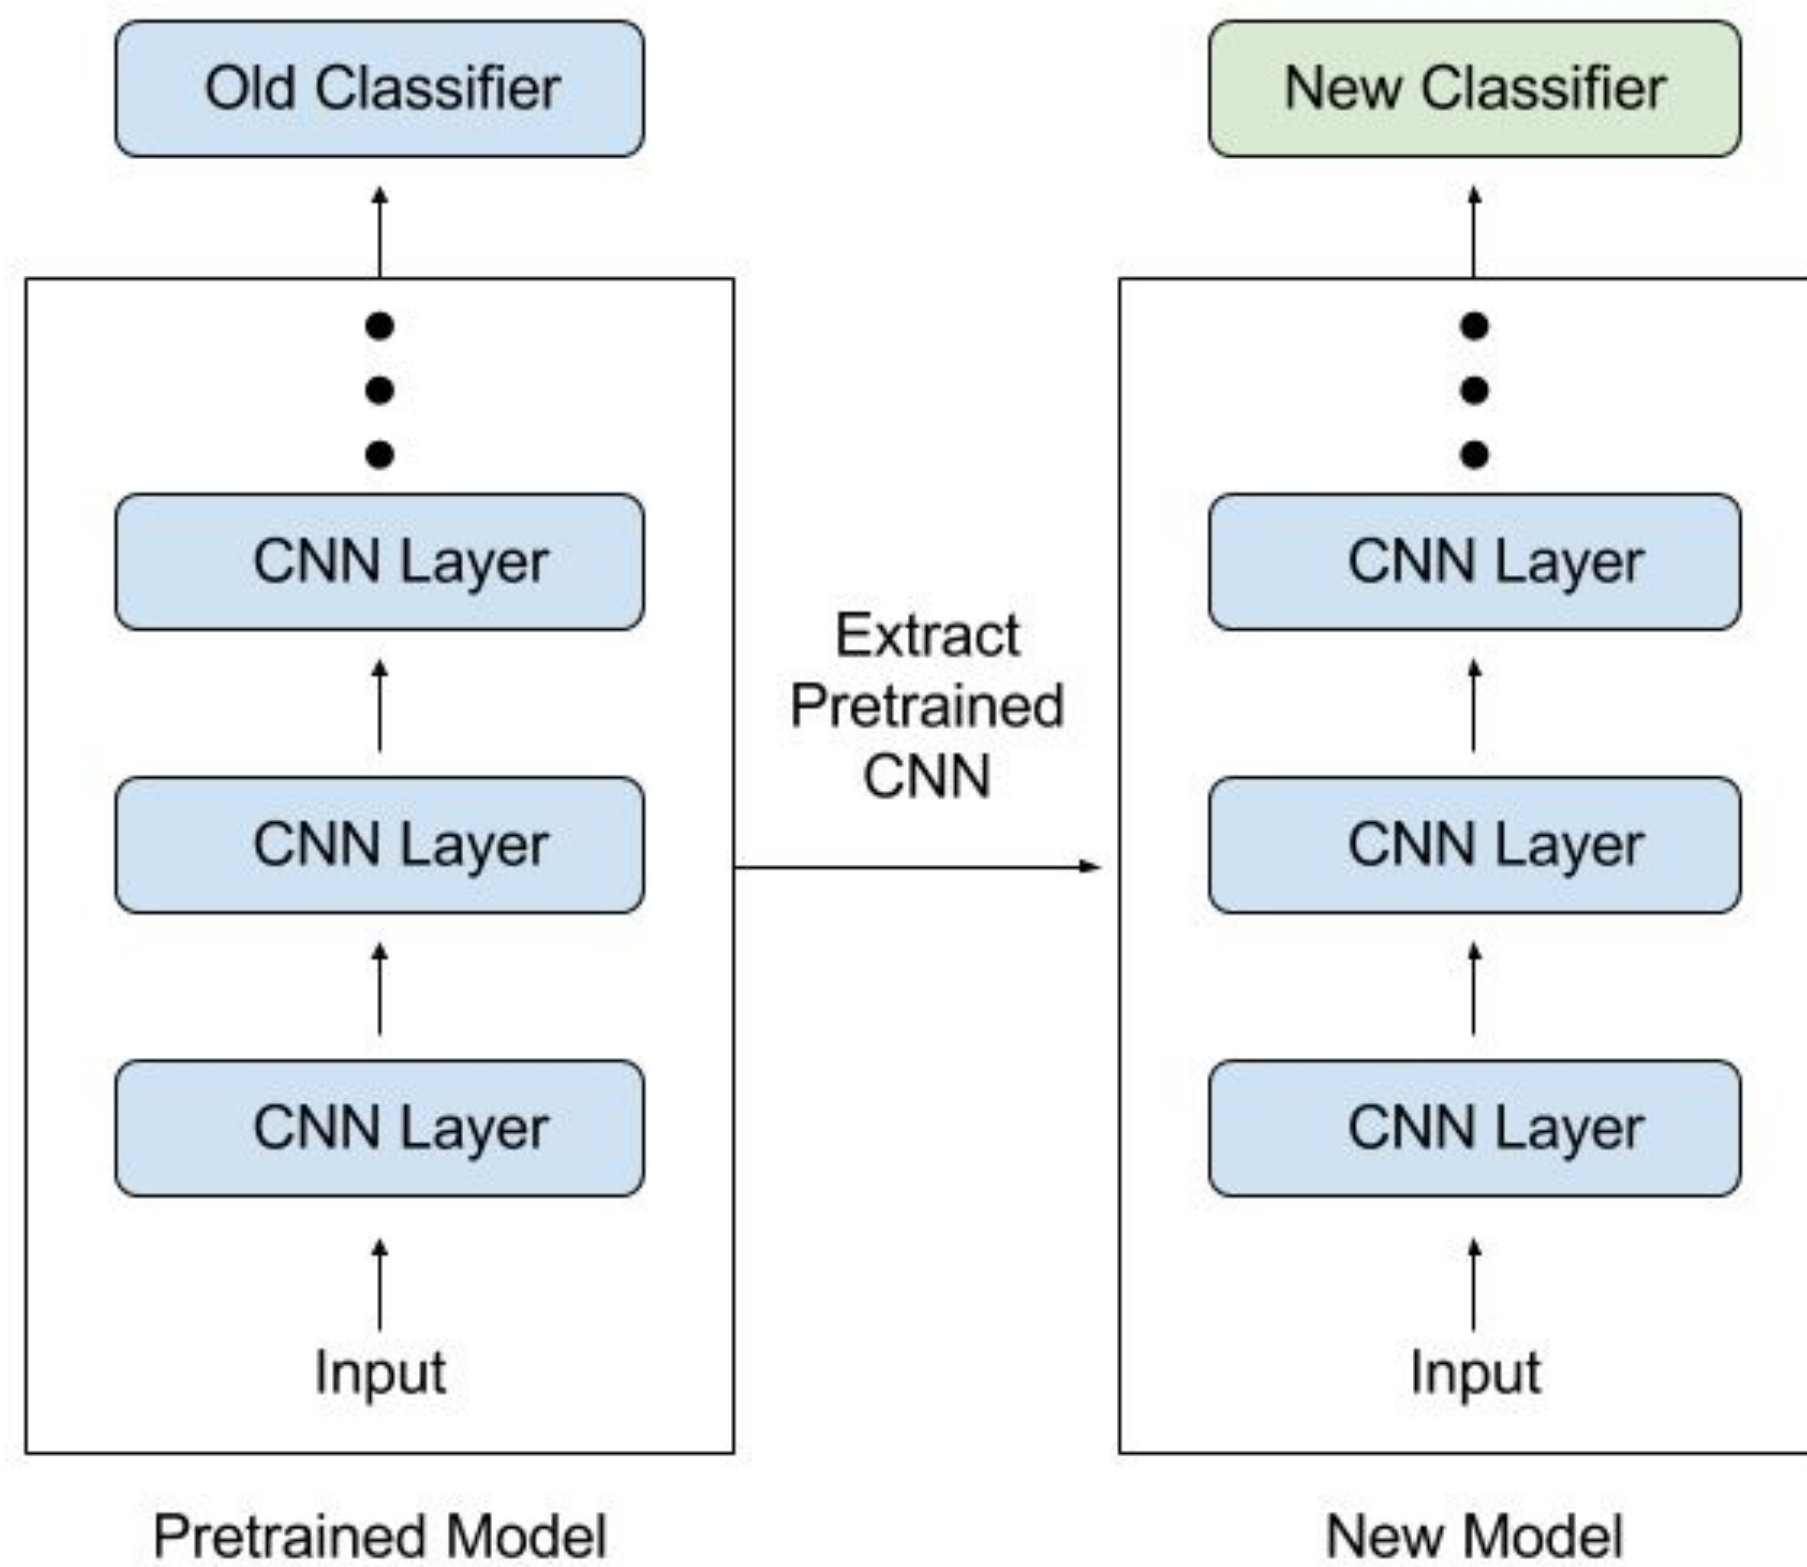 Old Classifier
CNN Layer
CNN Layer
CNN Layer
Input
Pretrained Model
Extract
Pretrained
CNN
New Classifier
CNN Layer
CNN Layer
CNN Layer
Input
New Model